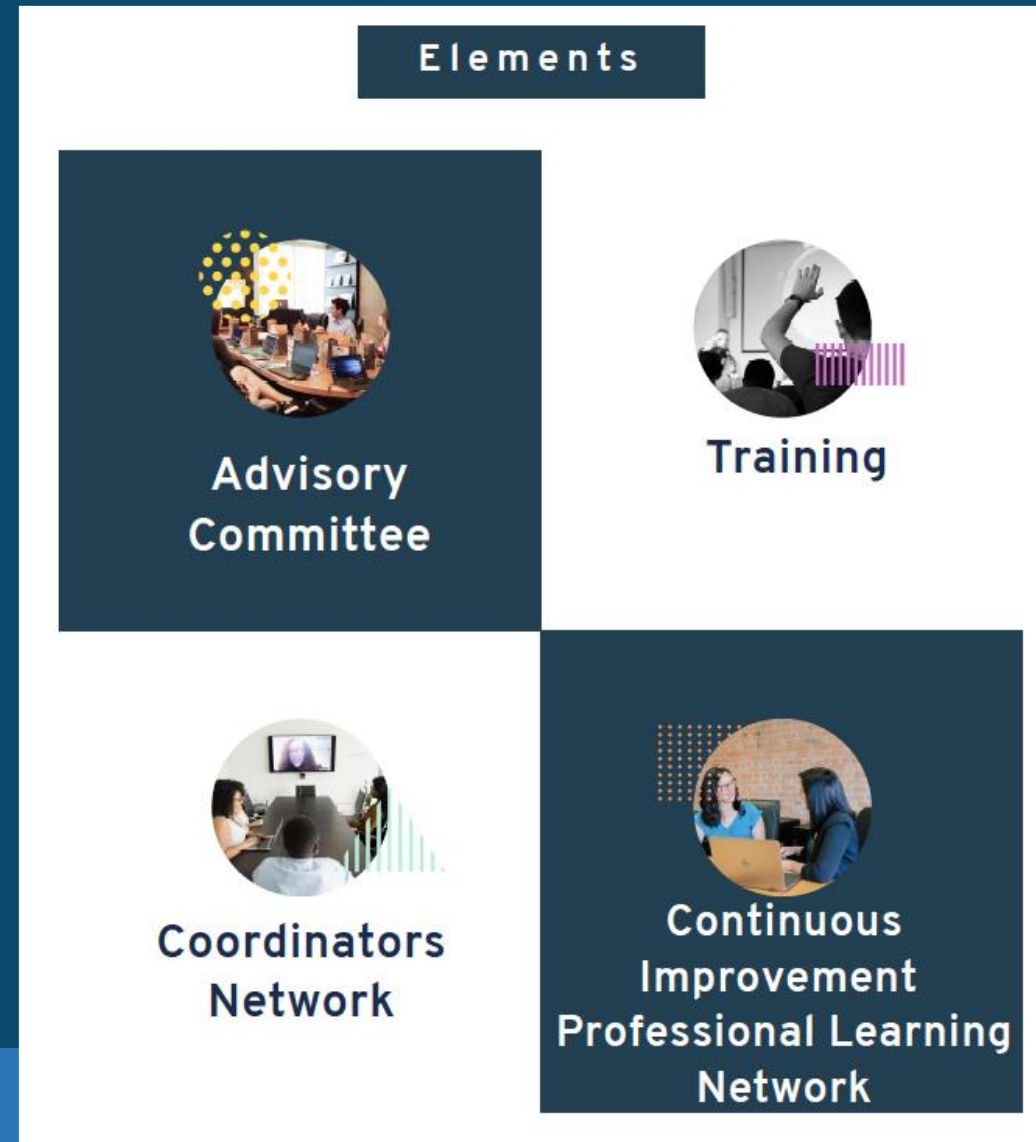 Elements
Advisory
Committee
Training
Coordinators
Network
Continuous
Improvement
Professional Learning
Network